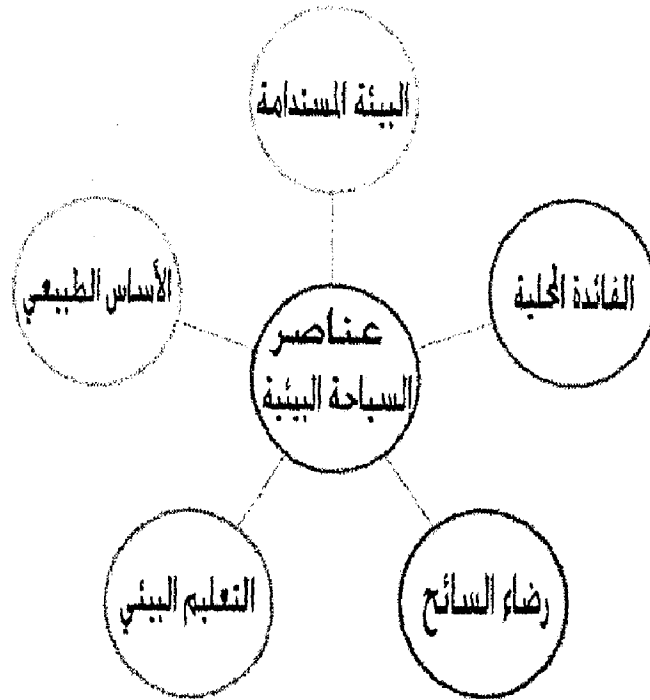 البيئة المستدامة
الفائدة المحلية
الأساس الطبيعي
عناصر
السياحة البيئية
رضاء السائح
التعليم البيئي